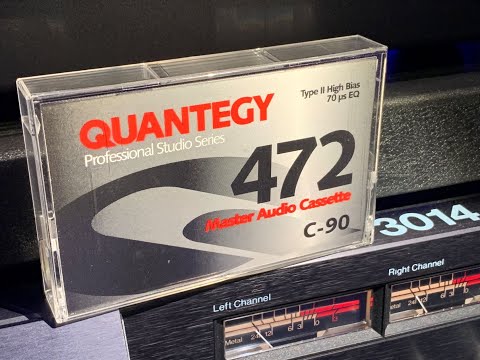 QUANTEGY
Professional Studio Series
Type II High Bias
70 µs EQ
472
Master Audio Cassette
C-90
3014
Left Channel
Right Channel
Metal
Metal